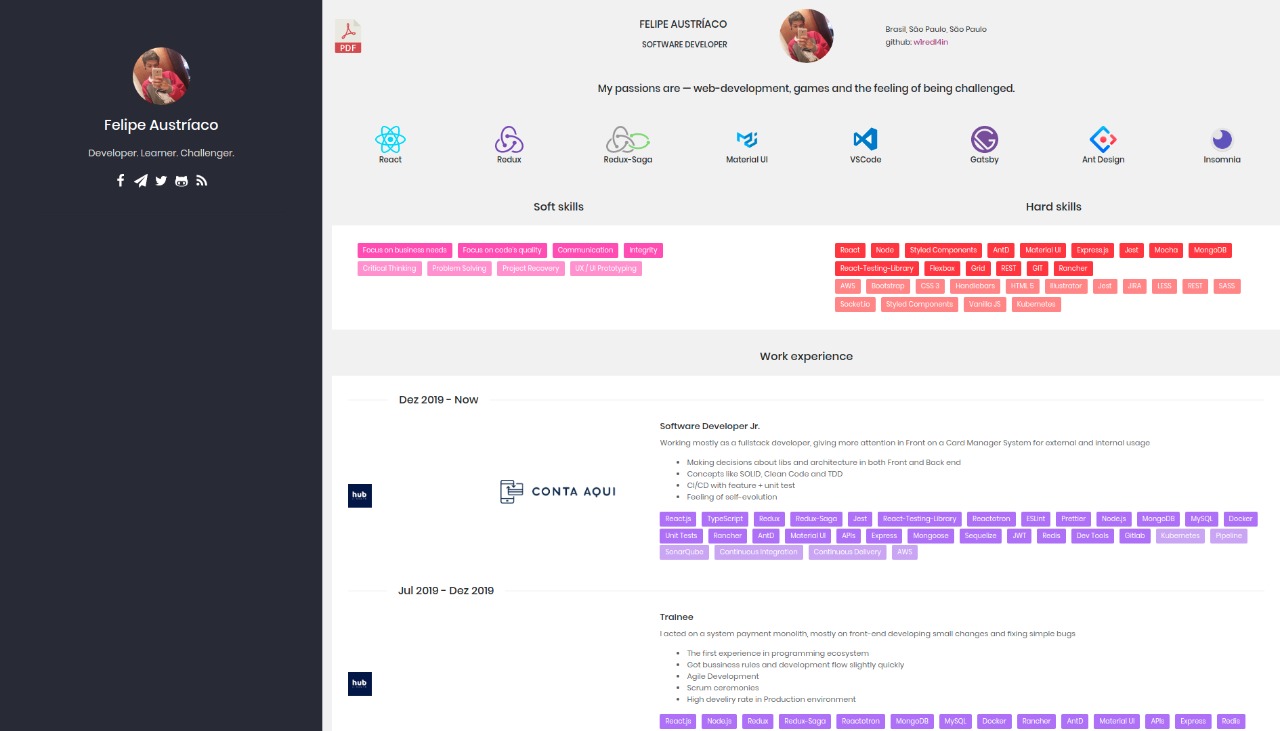 Felipe Austríaco
Developer. Learner. Challenger.
PDF
FELIPE AUSTRÍACO
SOFTWARE DEVELOPER
Brasil, São Paulo, São Paulo
github: w1redl4in
My passions are — web-development, games and the feeling of being challenged.
React Redux Redux-Saga Material UI VSCode Gatsby Ant Design Insomnia
Soft skills
Focus on business needs Focus on code's quality Communication Integrity
Critical Thinking Problem Solving Project Recovery UX / UI Prototyping
Hard skills
React Node Styled Components AntD Material UI Express.js Jest Mocha MongoDB
React-Testing-Library Flexbox Grid REST GIT Rancher
AWS Bootstrap CSS 3 Handlebars HTML 5 Illustrator Jest JIRA LESS REST SASS
Socket.io Styled Components Vanilla JS Kubernetes
Work experience
Dez 2019 - Now
hub
CONTA AQUI
Software Developer Jr.
Working mostly as a fullstack developer, giving more attention in Front on a Card Manager System for external and internal usage
Making decisions about libs and architecture in both Front and Back end
Concepts like SOLID, Clean Code and TDD
CI/CD with feature + unit test
Feeling of self-evolution
React.js TypeScript Redux Redux-Saga Jest React-Testing-Library Reactotron ESLint Prettier Node.js MongoDB MySQL Docker
Unit Tests Rancher AntD Material UI APIs Express Mongoose Sequelize JWT Redis Dev Tools Gitlab Kubernetes Pipeline
SonarQube Continuous Integration Continuous Delivery AWS
Jul 2019 - Dez 2019
hub
Trainee
I acted on a system payment monolith, mostly on front-end developing small changes and fixing simple bugs
The first experience in programming ecosystem
Got bussiness rules and development flow slightly quickly
Agile Development
Scrum ceremonies
High develiry rate in Production environment
React.js Node.js Redux Redux-Saga Reactotron MongoDB MySQL Docker Rancher AntD Material UI APIs Express Redis